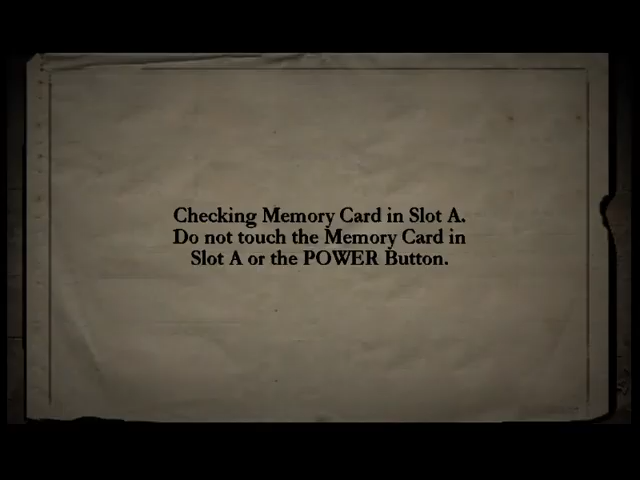 Checking Memory Card in Slot A.
Do not touch the Memory Card in
Slot A or the POWER Button.